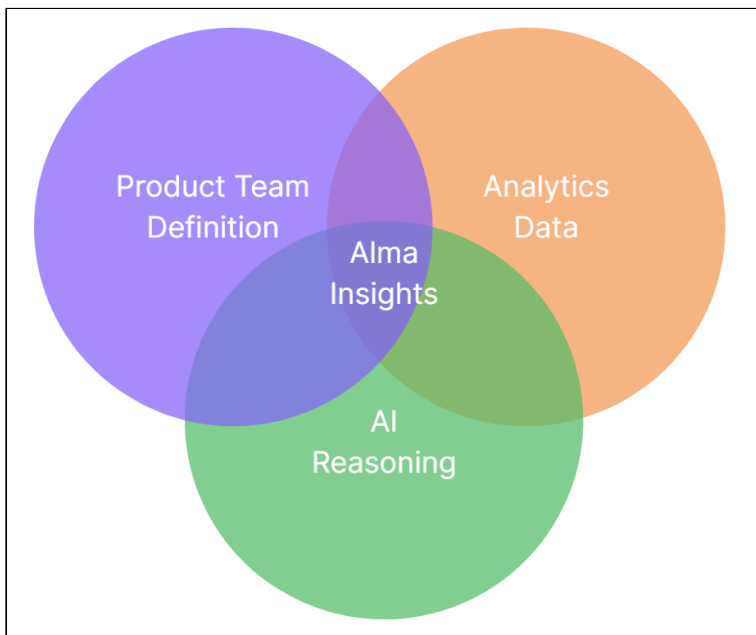 Product Team
Definition
Analytics
Data
Alma
Insights
AI
Reasoning